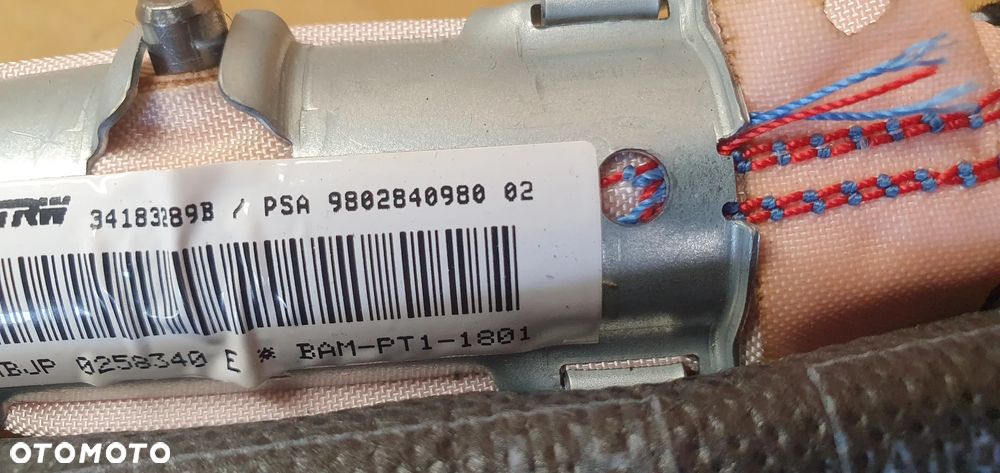 TRW 34183289B / PSA 9802840980 02
BJP 0258340 E * BAM-PT1-1801
OTOMOTO